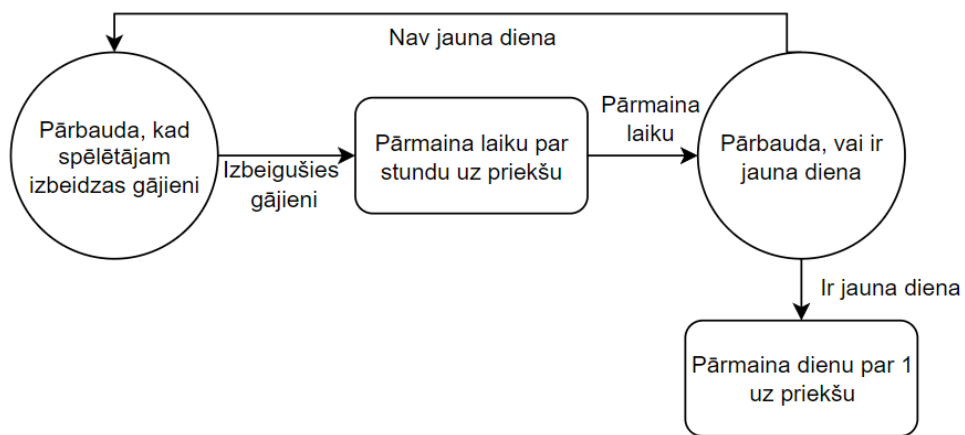 Nav jauna diena
Pārbauda, kad
spēlētājam
izbeidzas gājieni
Izbeigušies
gājieni
Pārmaina laiku par
stundu uz priekšu
Pārmaina
laiku
Pārbauda, vai ir
jauna diena
Ir jauna diena
Pārmaina dienu par 1
uz priekšu